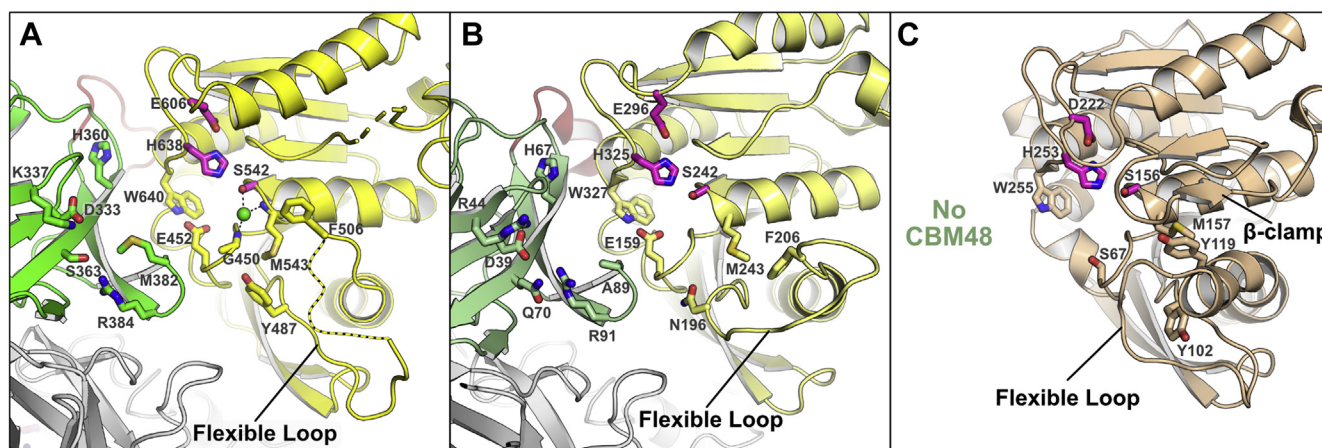 A
E606
H360
H638
K337
S542
W640
D333
E452
F506
G450
M543
S363
M382
R384
Y487
Flexible Loop
B
E296
H67
H325
S242
W327
R44
E159
F206
D39
M243
A89
Q70
N196
R91
Flexible Loop
C
D222
H253
S156
W255
No
CBM48
M157
β-clamp
Y119
S67
Y102
Flexible Loop